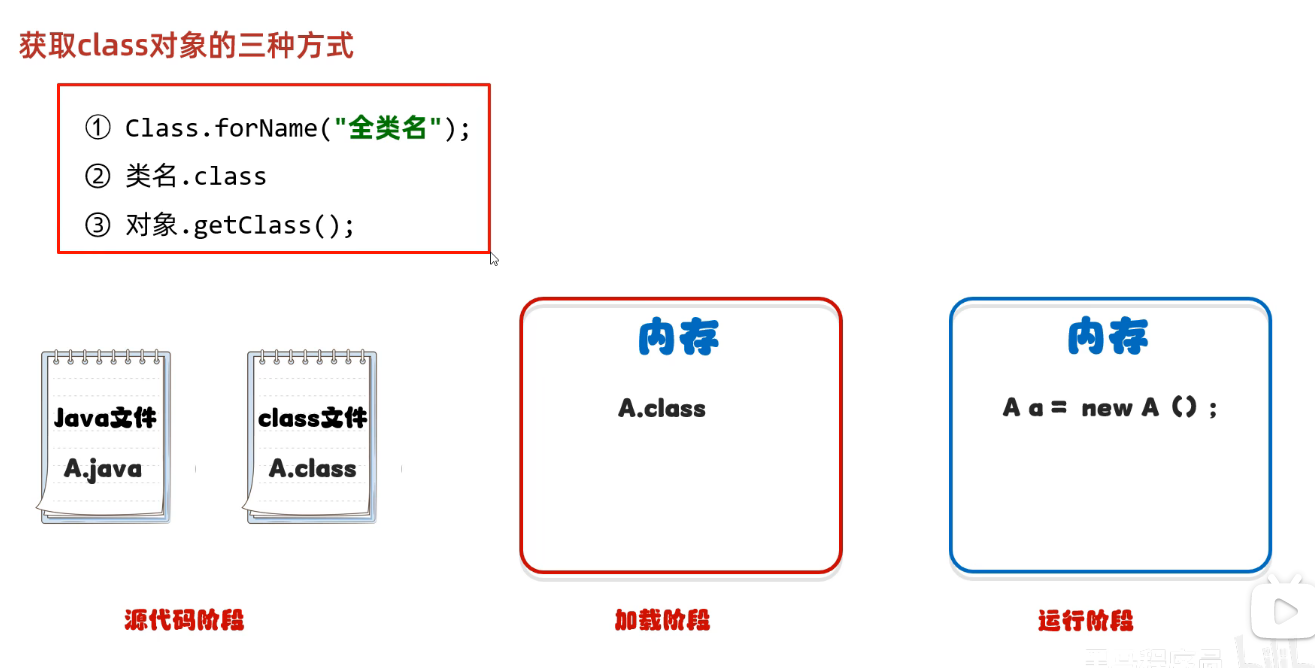 获取class对象的三种方式
① Class.forName("全类名");
② 类名.class
③ 对象.getClass();
内存
内存
Java文件
class文件
A.class
A a = new A () ;
A.java
A.class
源代码阶段
加载阶段
运行阶段